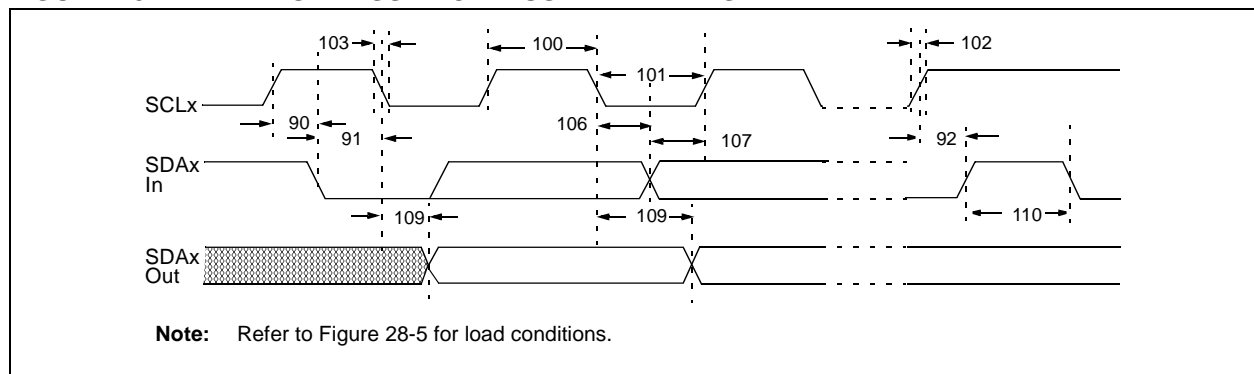 103
100
102
101
SCLx
90
106
91
107
92
SDAx
In
109
109
110
SDAx
Out
Note: Refer to Figure 28-5 for load conditions.